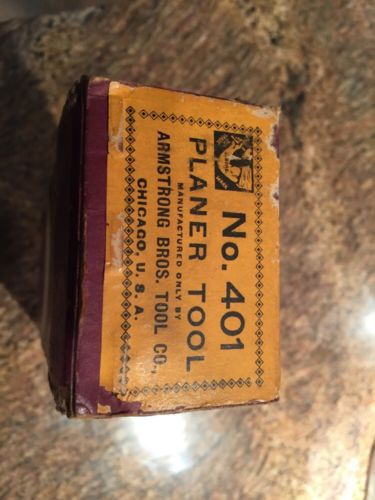 No. 401
PLANER TOOL
MANUFACTURED ONLY BY
ARMSTRONG BROS. TOOL CO.,
CHICAGO, U. S. A.